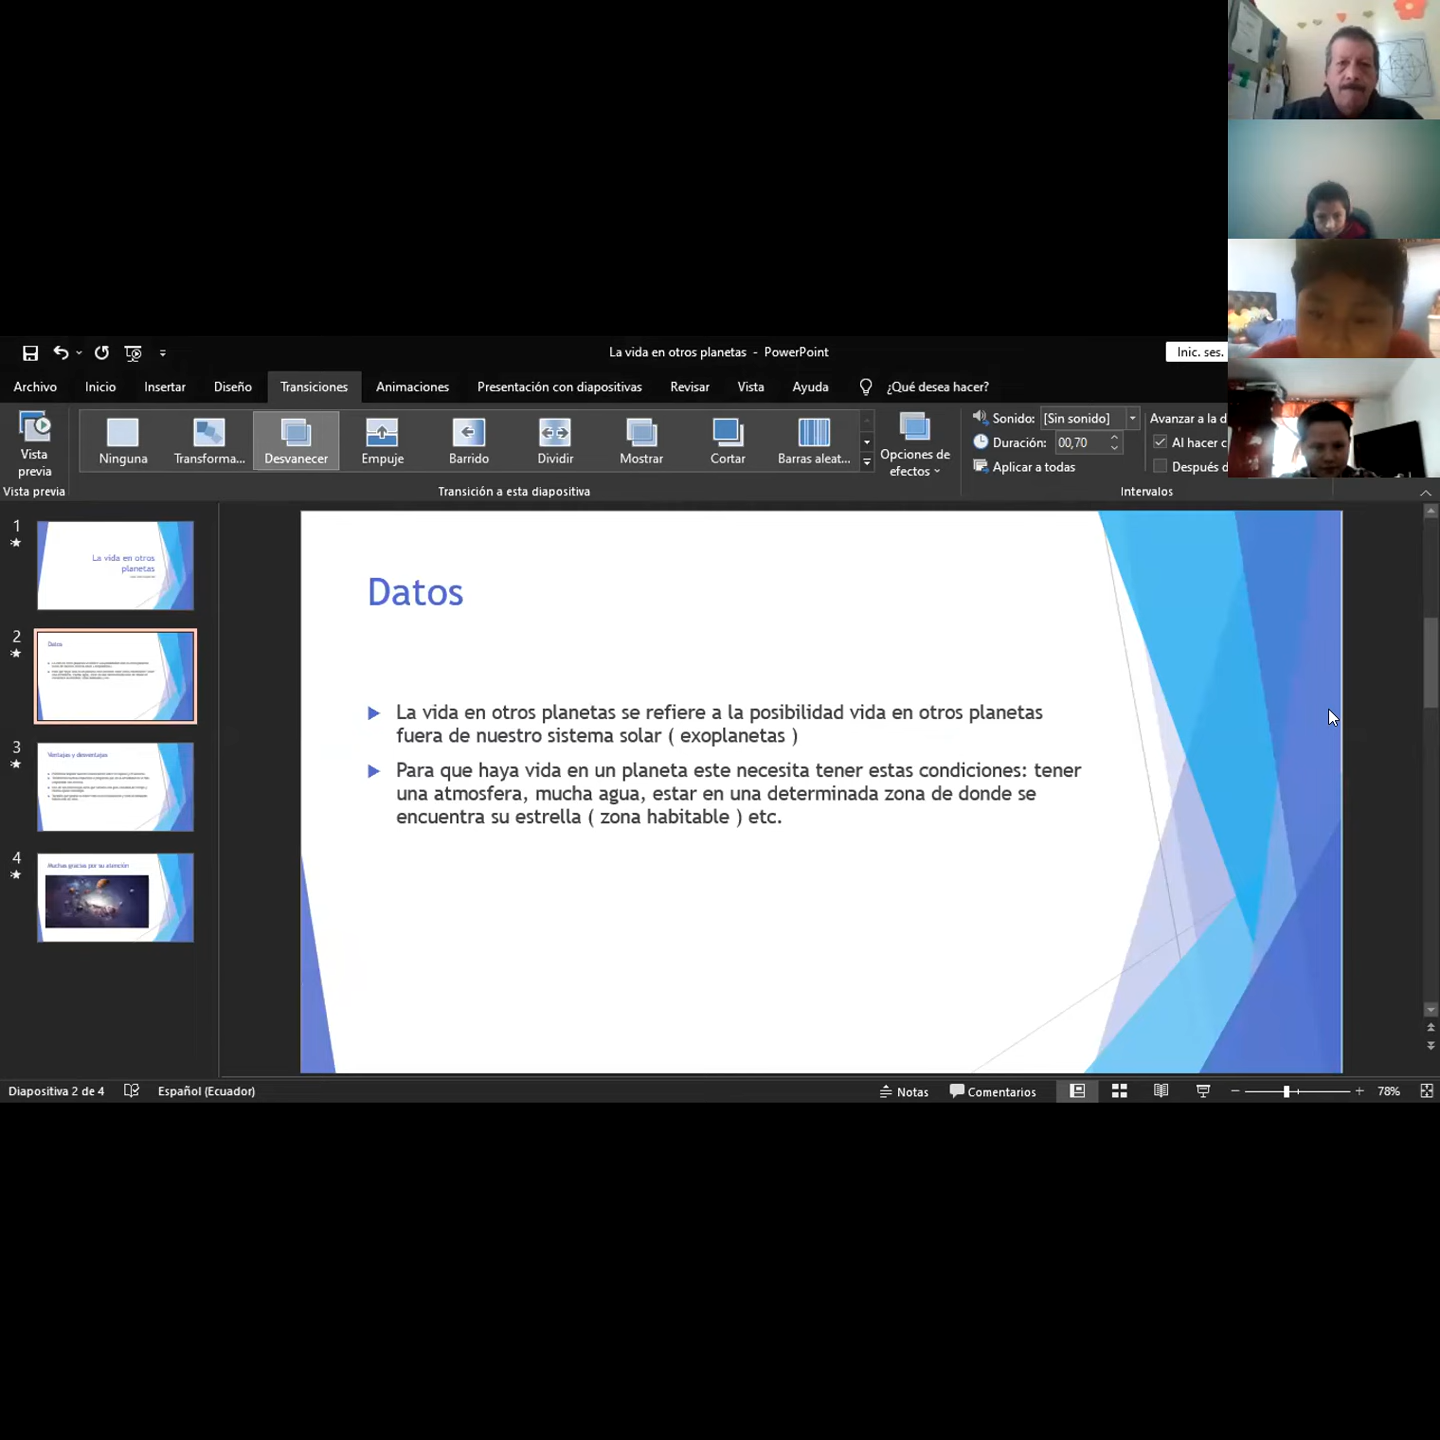 La vida en otros planetas - PowerPoint
Inic. ses.
Archivo Inicio Insertar Diseño Transiciones Animaciones Presentación con diapositivas Revisar Vista Ayuda ¿Qué desea hacer?
Vista previa
Ninguna Transforma... Desvanecer Empuje Barrido Dividir Mostrar Cortar Barras aleat...
Opciones de efectos
Sonido: [Sin sonido]
Duración: 00,70
Aplicar a todas
Avanzar a la d
Al hacer c
Después d
Vista previa
Transición a esta diapositiva
Intervalos
1
La vida en otros
planetas
2
Datos
3
Ventajas y desventajas
4
Muchas gracias por su atención
Datos
La vida en otros planetas se refiere a la posibilidad vida en otros planetas
fuera de nuestro sistema solar ( exoplanetas )
Para que haya vida en un planeta este necesita tener estas condiciones: tener
una atmosfera, mucha agua, estar en una determinada zona de donde se
encuentra su estrella ( zona habitable ) etc.
Diapositiva 2 de 4 Español (Ecuador) Notas Comentarios 78%